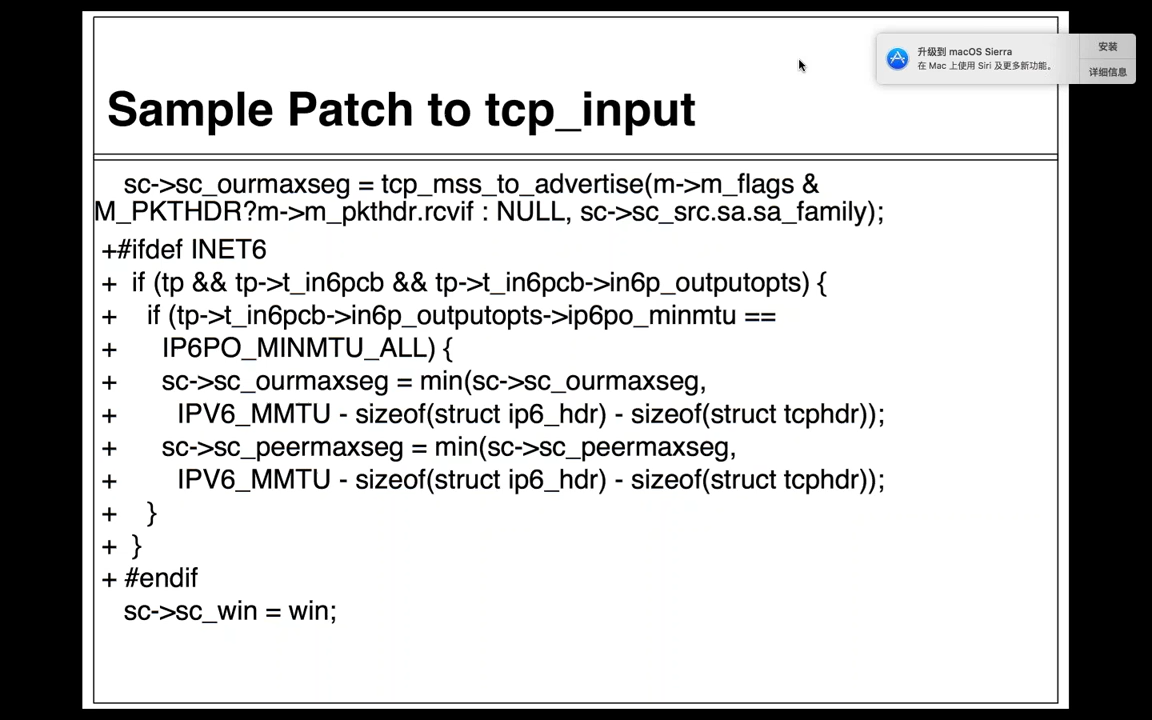 升级到 macOS Sierra
在 Mac 上使用 Siri 及更多新功能。
安装
详细信息
Sample Patch to tcp_input
sc->sc_ourmaxseg = tcp_mss_to_advertise(m->m_flags &
M_PKTHDR?m->m_pkthdr.rcvif : NULL, sc->sc_src.sa.sa_family);
+#ifdef INET6
+ if (tp && tp->t_in6pcb && tp->t_in6pcb->in6p_outputopts) {
+ if (tp->t_in6pcb->in6p_outputopts->ip6po_minmtu ==
+ IP6PO_MINMTU_ALL) {
+ sc->sc_ourmaxseg = min(sc->sc_ourmaxseg,
+ IPV6_MMTU - sizeof(struct ip6_hdr) - sizeof(struct tcphdr));
+ sc->sc_peermaxseg = min(sc->sc_peermaxseg,
+ IPV6_MMTU - sizeof(struct ip6_hdr) - sizeof(struct tcphdr));
+ }
+ }
+ #endif
sc->sc_win = win;